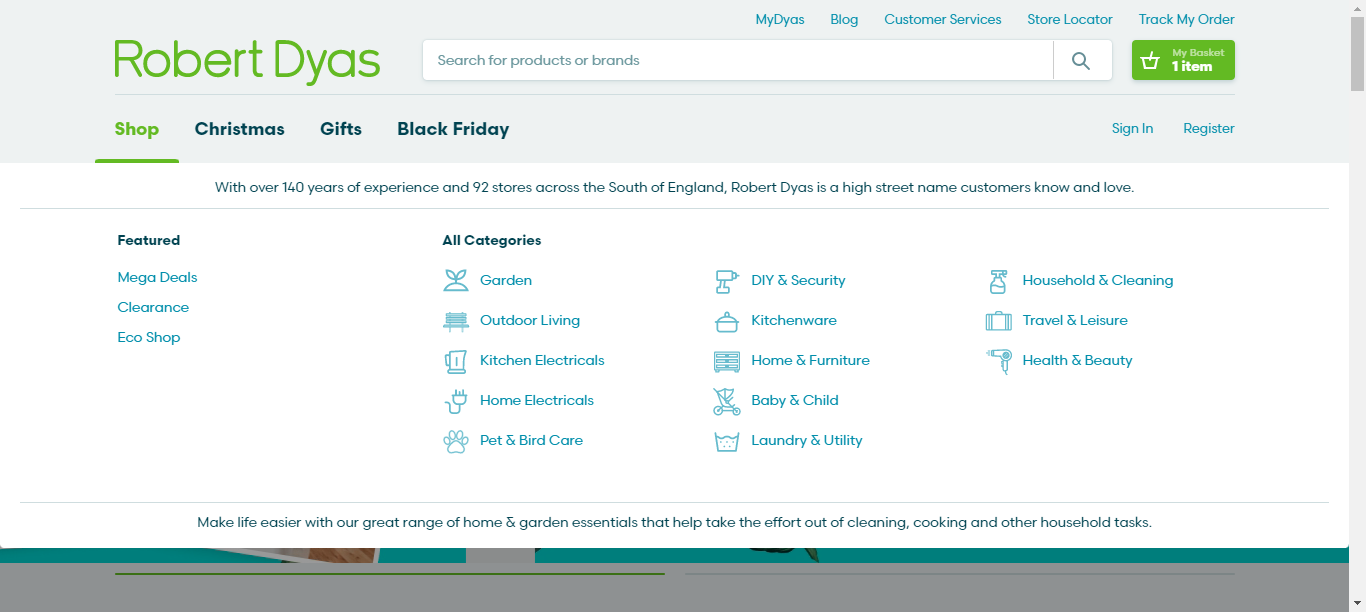 MyDyas Blog Customer Services Store Locator Track My Order
Robert Dyas
Search for products or brands
My Basket
1 item
Shop Christmas Gifts Black Friday
Sign In Register
With over 140 years of experience and 92 stores across the South of England, Robert Dyas is a high street name customers know and love.
Featured
Mega Deals
Clearance
Eco Shop
All Categories
Garden
Outdoor Living
Kitchen Electricals
Home Electricals
Pet & Bird Care
DIY & Security
Kitchenware
Home & Furniture
Baby & Child
Laundry & Utility
Household & Cleaning
Travel & Leisure
Health & Beauty
Make life easier with our great range of home & garden essentials that help take the effort out of cleaning, cooking and other household tasks.